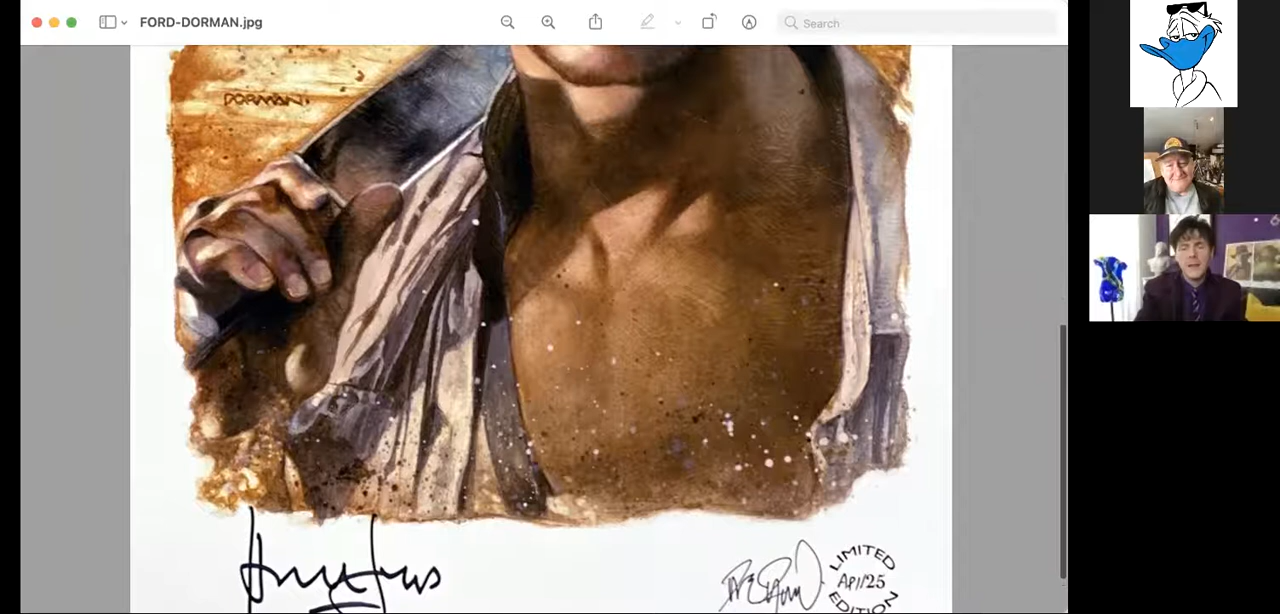 FORD-DORMAN.jpg
Search
DORMAN.
LIMITED
AP1/25
EDITION